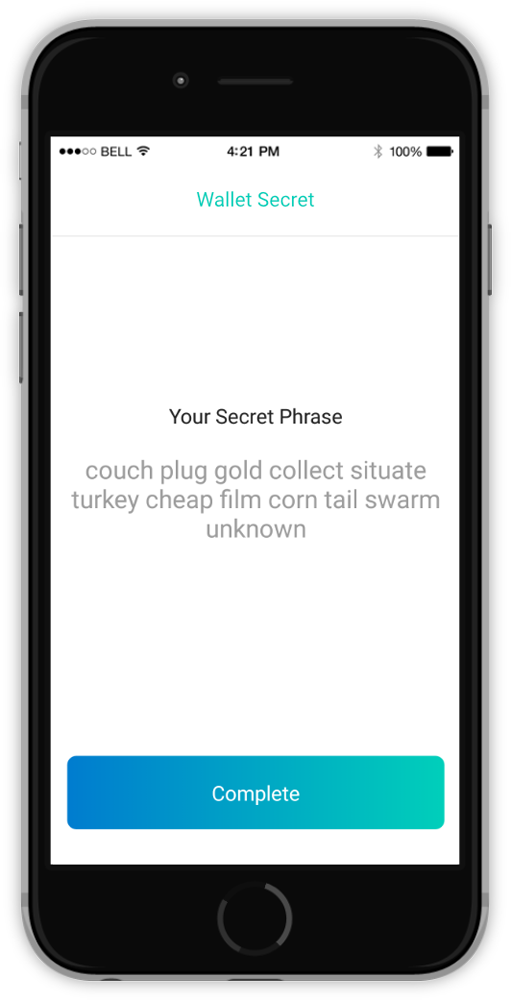 BELL 4:21 PM 100%
Wallet Secret
Your Secret Phrase
couch plug gold collect situate
turkey cheap film corn tail swarm
unknown
Complete